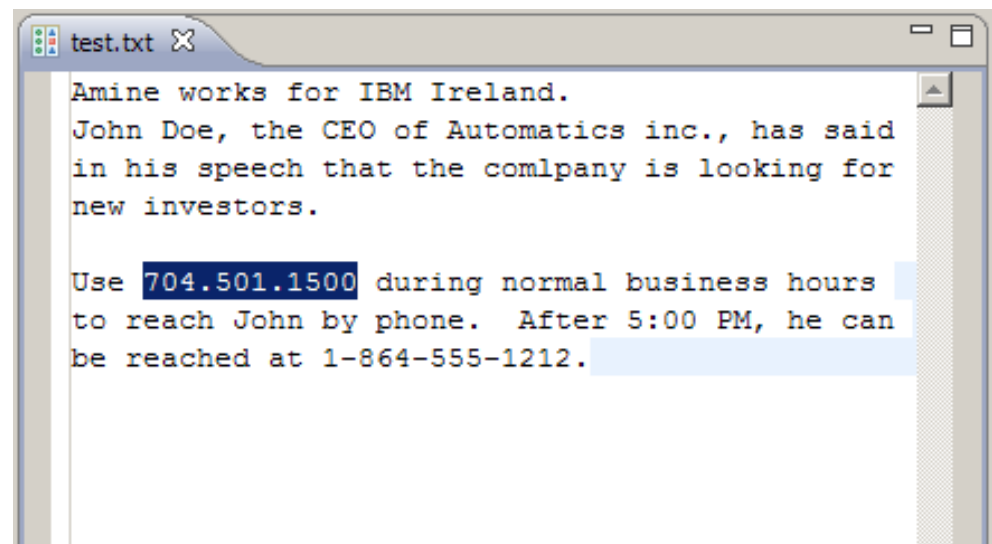 test.txt
Amine works for IBM Ireland.
John Doe, the CEO of Automatics inc., has said
in his speech that the comlpany is looking for
new investors.
Use 704.501.1500 during normal business hours
to reach John by phone.  After 5:00 PM, he can
be reached at 1-864-555-1212.